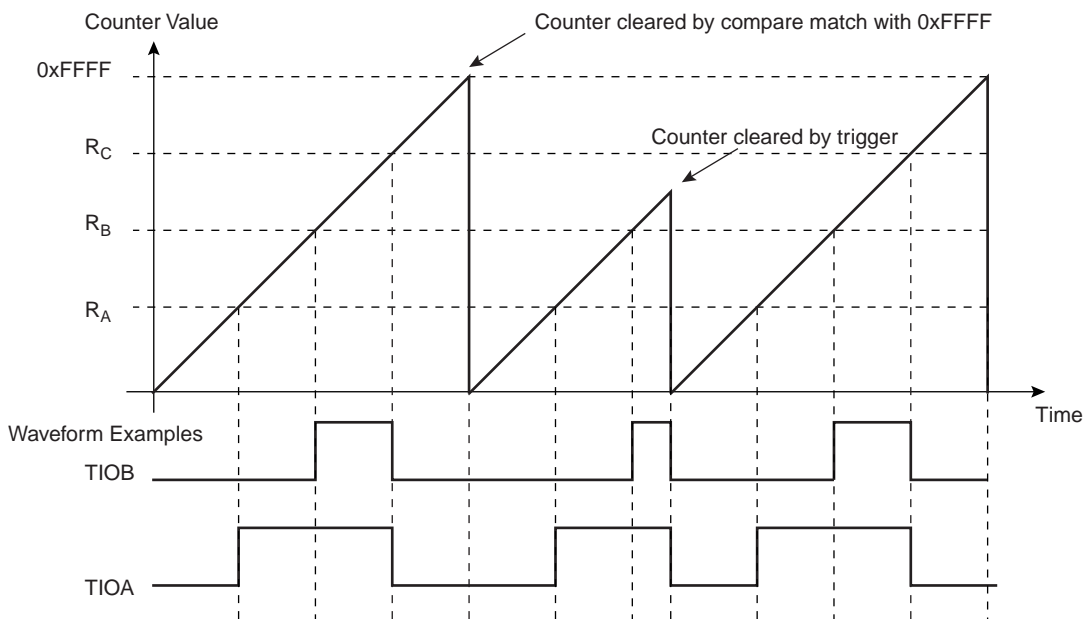 Counter Value
Counter cleared by compare match with 0xFFFF
0xFFFF
RC
Counter cleared by trigger
RB
RA
Time
Waveform Examples
TIOB
TIOA